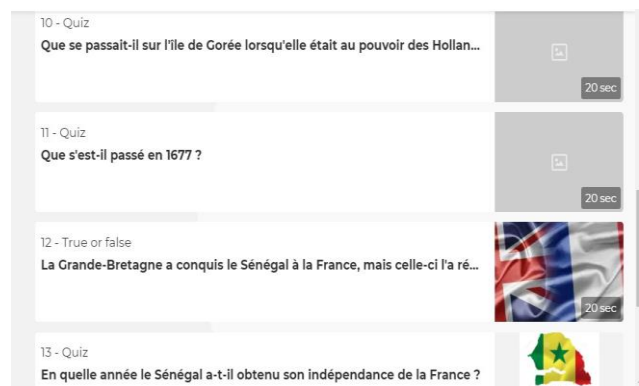 10 - Quiz
Que se passait-il sur l'île de Gorée lorsqu'elle était au pouvoir des Hollan...
20 sec
11 - Quiz
Que s'est-il passé en 1677 ?
20 sec
12 - True or false
La Grande-Bretagne a conquis le Sénégal à la France, mais celle-ci l'a ré...
20 sec
13 - Quiz
En quelle année le Sénégal a-t-il obtenu son indépendance de la France ?